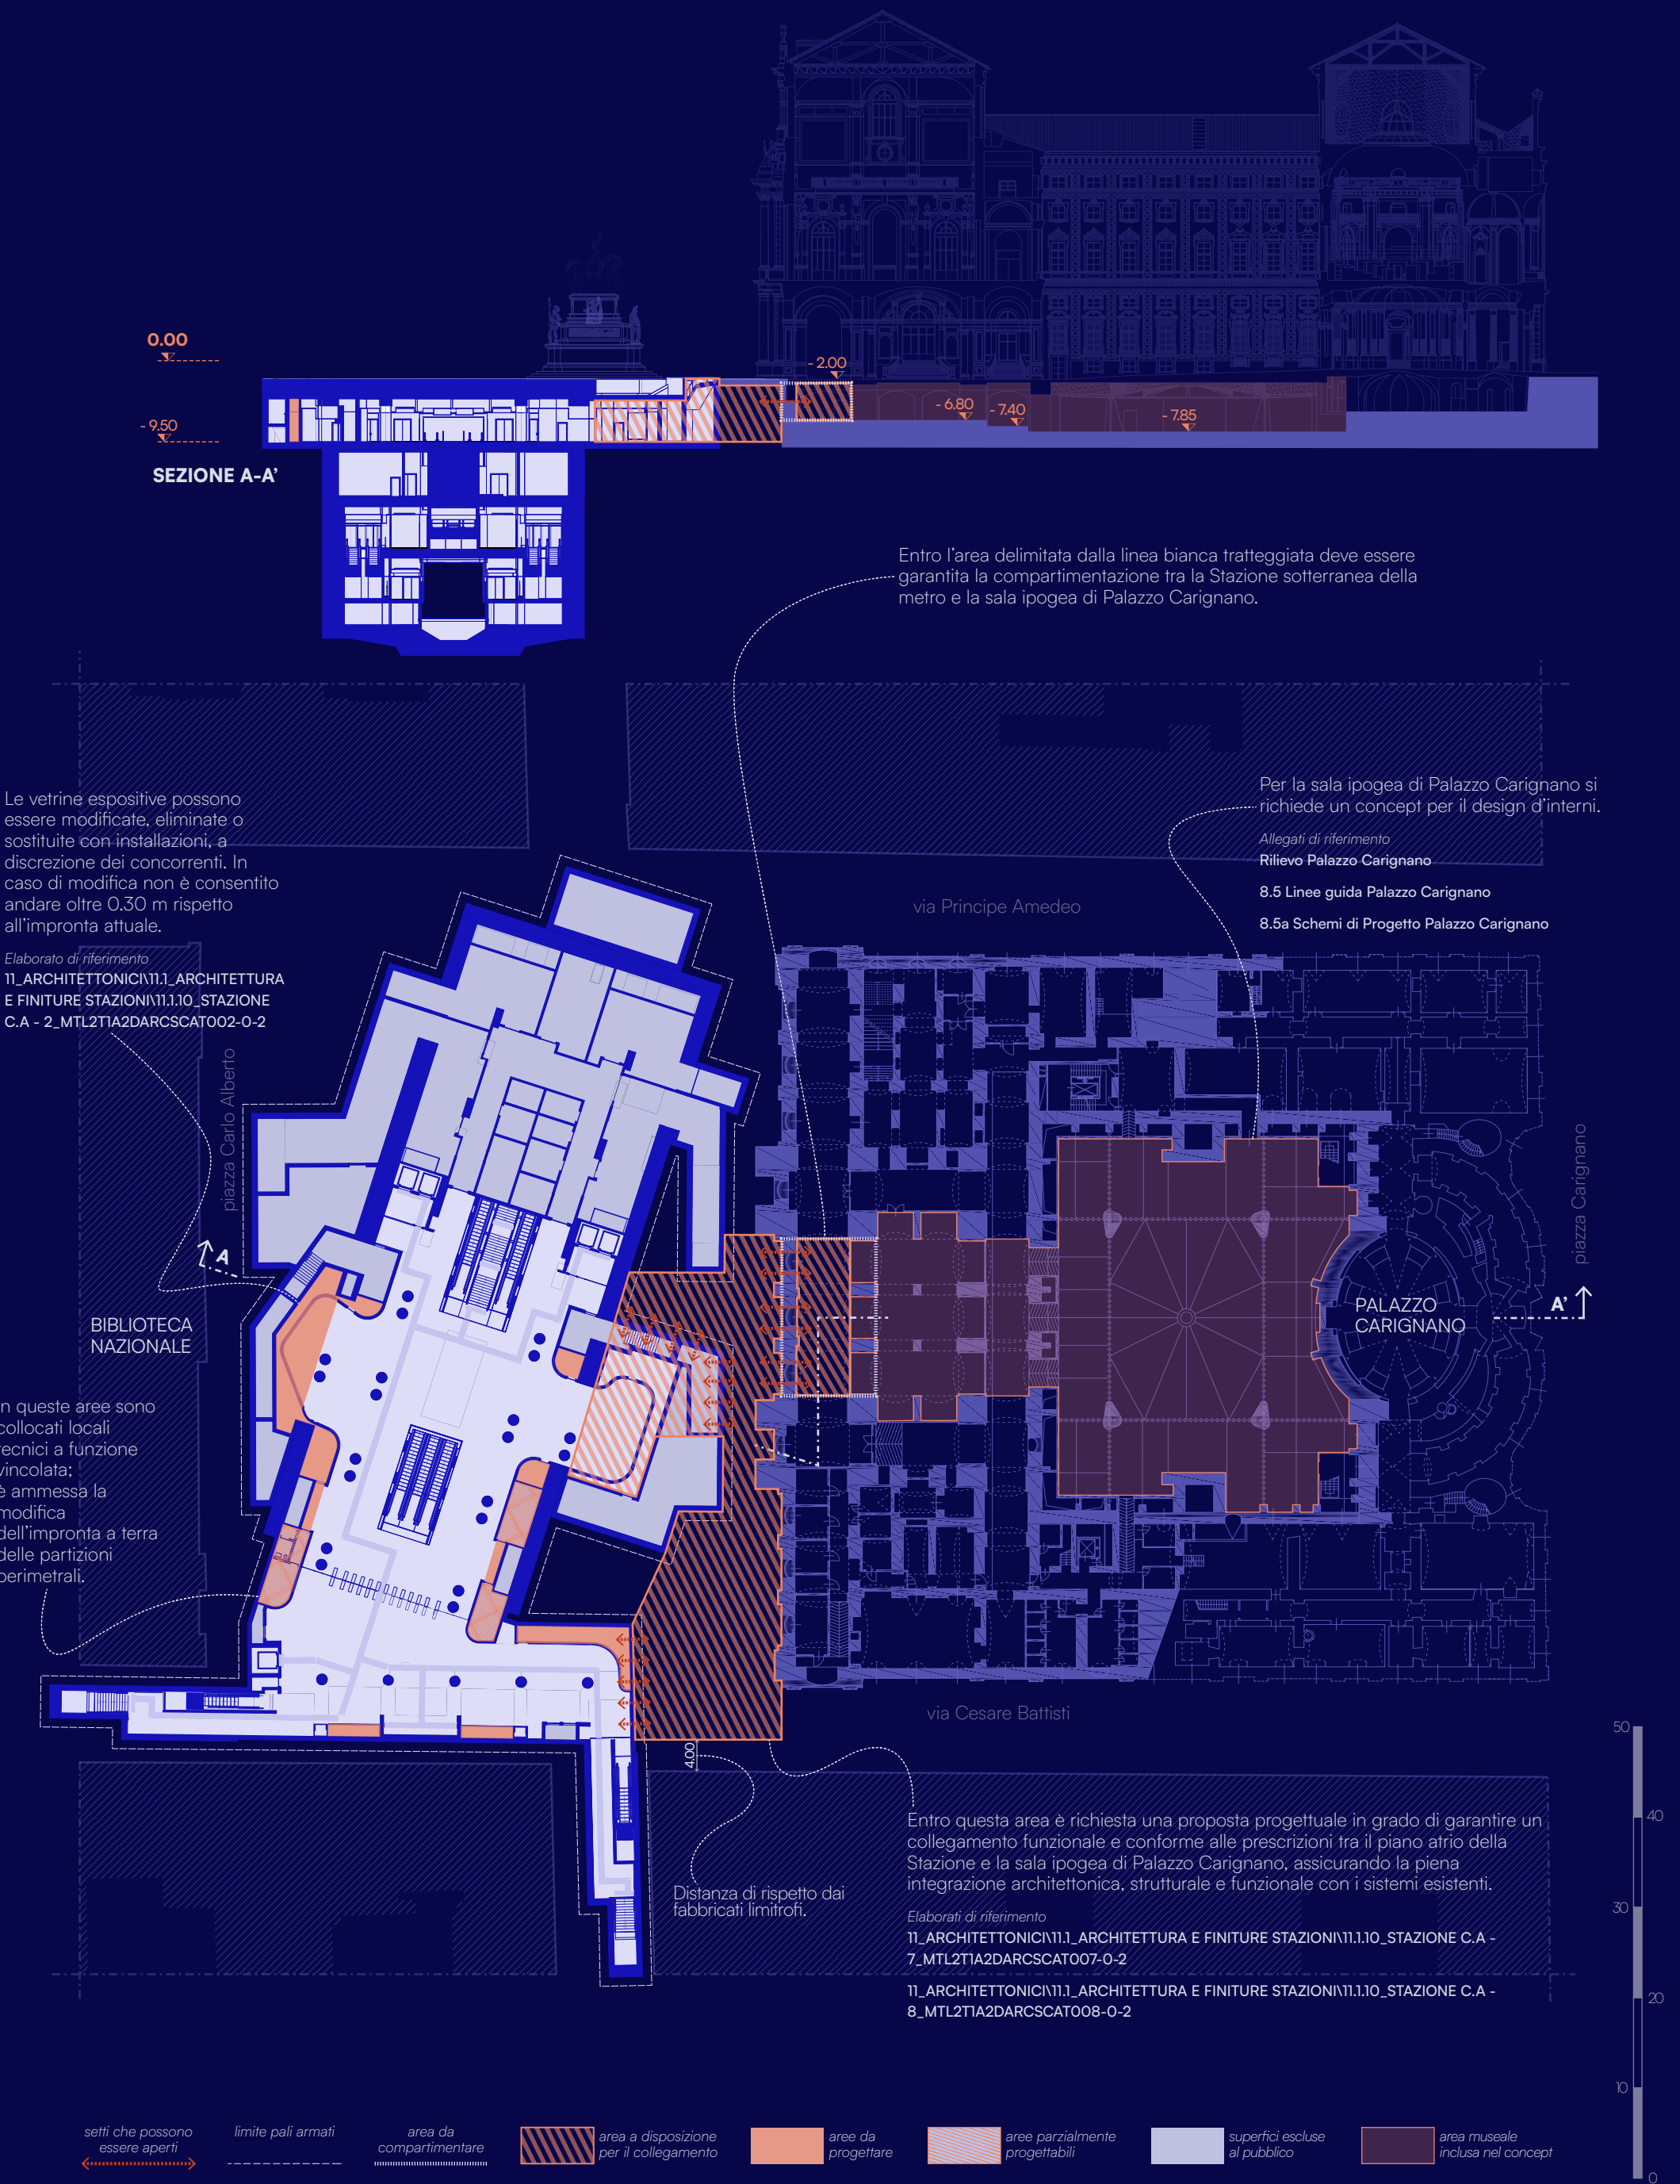 0.00
- 2.00
- 9.50
- 6.80
- 7.40
- 7.85
SEZIONE A-A’
Entro l’area delimitata dalla linea bianca tratteggiata deve essere
garantita la compartimentazione tra la Stazione sotterranea della
metro e la sala ipogea di Palazzo Carignano.
Le vetrine espositive possono
essere modificate, eliminate o
sostituite con installazioni, a
discrezione dei concorrenti. In
caso di modifica non è consentito
andare oltre 0.30 m rispetto
all’impronta attuale.
Elaborato di riferimento
11_ARCHITETTONICI\11.1_ARCHITETTURA
E FINITURE STAZIONI\11.1.10_STAZIONE
C.A - 2_MTL2T1A2DARCSCAT002-0-2
Per la sala ipogea di Palazzo Carignano si
richiede un concept per il design d’interni.
Allegati di riferimento
Rilievo Palazzo Carignano
8.5 Linee guida Palazzo Carignano
8.5a Schemi di Progetto Palazzo Carignano
via Principe Amedeo
piazza Carlo Alberto
piazza Carignano
A
A’
BIBLIOTECA
NAZIONALE
PALAZZO
CARIGNANO
n queste aree sono
collocati locali
ecnici a funzione
vincolata;
è ammessa la
modifica
dell’impronta a terra
delle partizioni
perimetrali.
via Cesare Battisti
4.00
Distanza di rispetto dai
fabbricati limitrofi.
Entro questa area è richiesta una proposta progettuale in grado di garantire un
collegamento funzionale e conforme alle prescrizioni tra il piano atrio della
Stazione e la sala ipogea di Palazzo Carignano, assicurando la piena
integrazione architettonica, strutturale e funzionale con i sistemi esistenti.
Elaborati di riferimento
11_ARCHITETTONICI\11.1_ARCHITETTURA E FINITURE STAZIONI\11.1.10_STAZIONE C.A -
7_MTL2T1A2DARCSCAT007-0-2
11_ARCHITETTONICI\11.1_ARCHITETTURA E FINITURE STAZIONI\11.1.10_STAZIONE C.A -
8_MTL2T1A2DARCSCAT008-0-2
50
40
30
20
10
0
setti che possono
essere aperti
limite pali armati
area da
compartimentare
area a disposizione
per il collegamento
aree da
progettare
aree parzialmente
progettabili
superfici escluse
al pubblico
area museale
inclusa nel concept